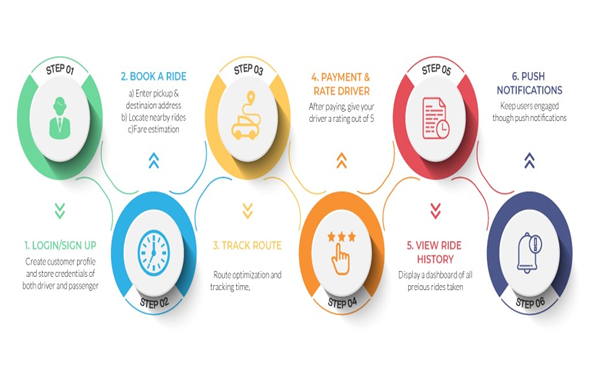 STEP 01
1. LOGIN/SIGN UP
Create customer profile
and store credentials of
both driver and passenger
2. BOOK A RIDE
a) Enter pickup &
destinaion address
b) Locate nearby rides
c)Fare estimation
STEP 02
STEP 03
3. TRACK ROUTE
Route optimization and
tracking time,
4. PAYMENT &
RATE DRIVER
After paying, give your
driver a rating out of 5
STEP 04
STEP 05
5. VIEW RIDE
HISTORY
Display a dashboard of all
preious rides taken
6. PUSH
NOTIFICATIONS
Keep users engaged
though push notifications
STEP 06